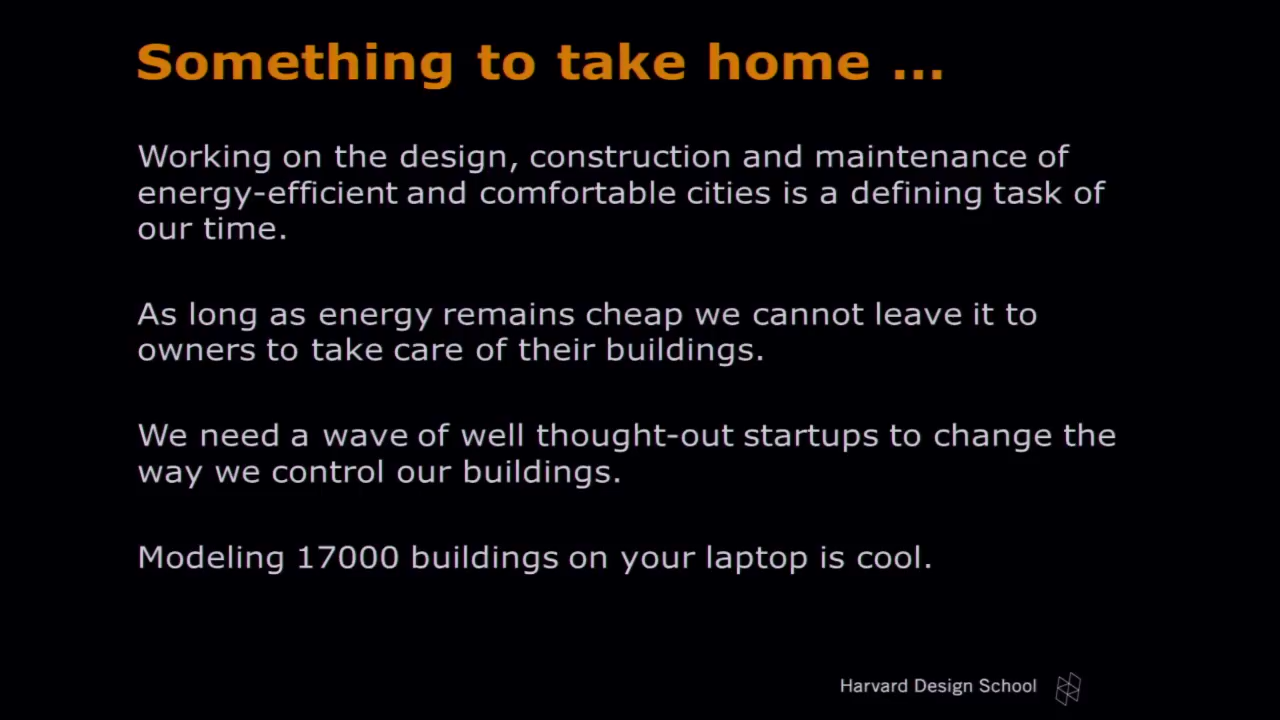 Something to take home ...
Working on the design, construction and maintenance of
energy-efficient and comfortable cities is a defining task of
our time.
As long as energy remains cheap we cannot leave it to
owners to take care of their buildings.
We need a wave of well thought-out startups to change the
way we control our buildings.
Modeling 17000 buildings on your laptop is cool.
Harvard Design School